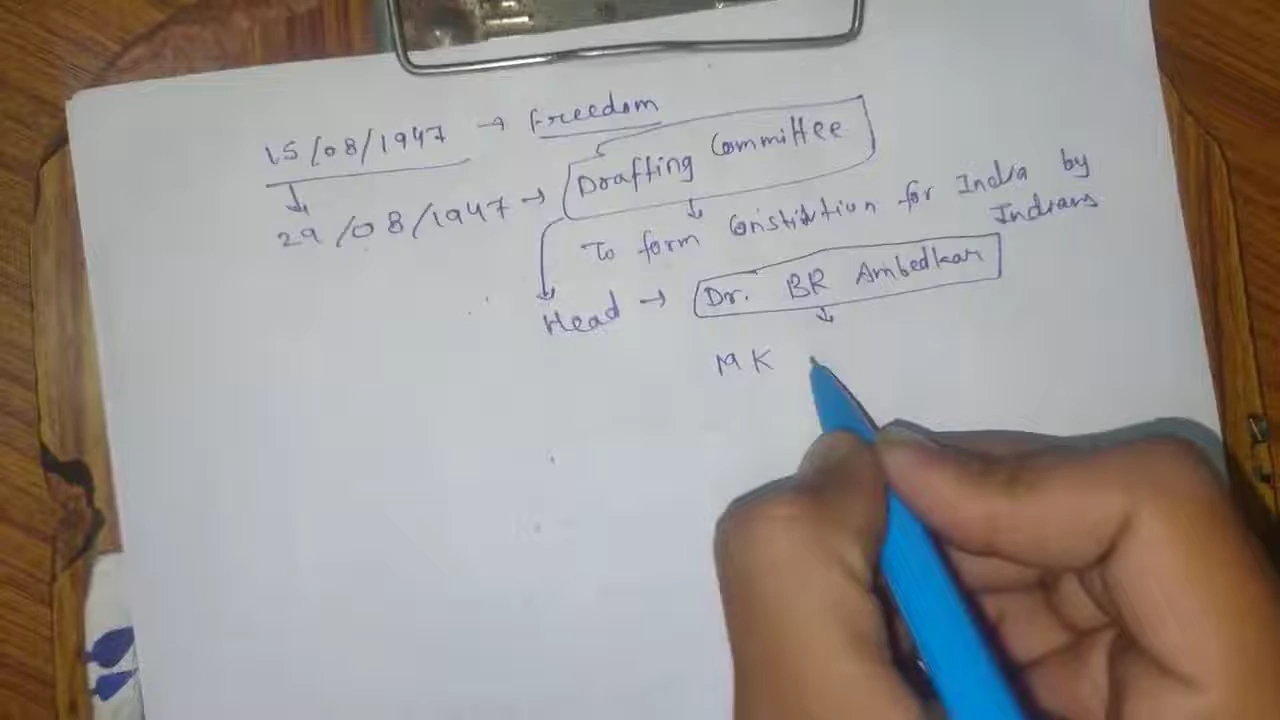 15/08/1947 → Freedom
29/08/1947 → Drafting Committee
To form Constitution for India by Indians
Head → Dr. BR Ambedkar
MK